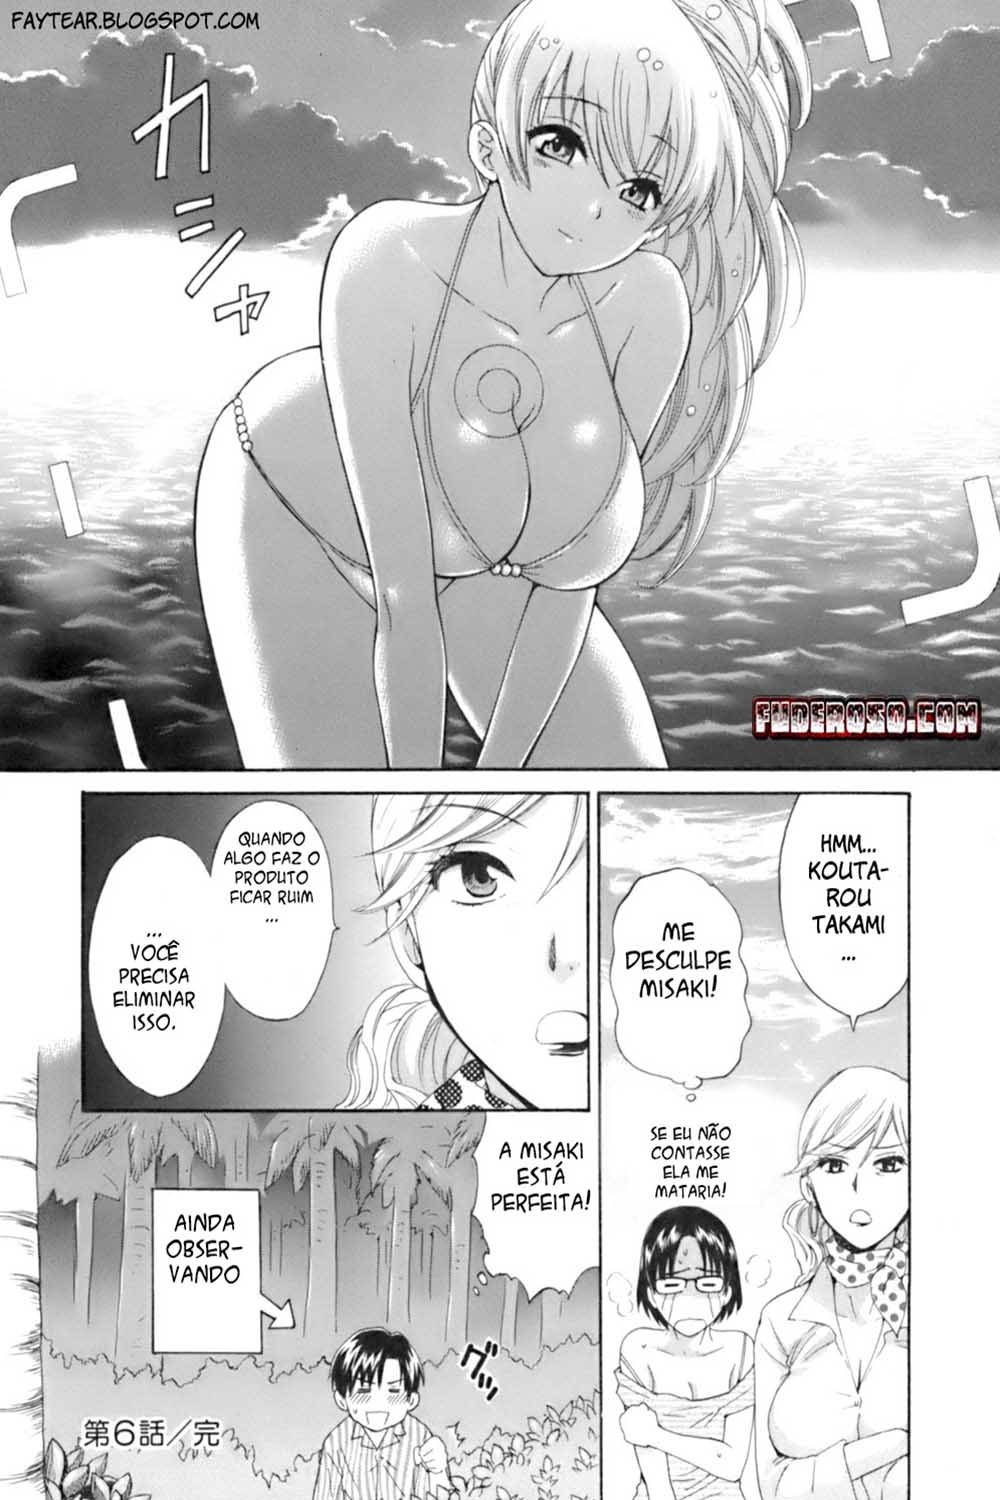 FAYTEAR.BLOGSPOT.COM
カシャ
FUDEROSO.COM
HMM...
KOUTA-
ROU
TAKAMI
...
ME
DESCULPE
MISAKI!
SE EU NÃO
CONTASSE
ELA ME
MATARIA!
QUANDO
ALGO FAZ O
PRODUTO
FICAR RUIM
...
...
VOCÊ
PRECISA
ELIMINAR
ISSO.
A MISAKI
ESTÁ
PERFEITA!
AINDA
OBSER-
VANDO
グッ
第6話／完